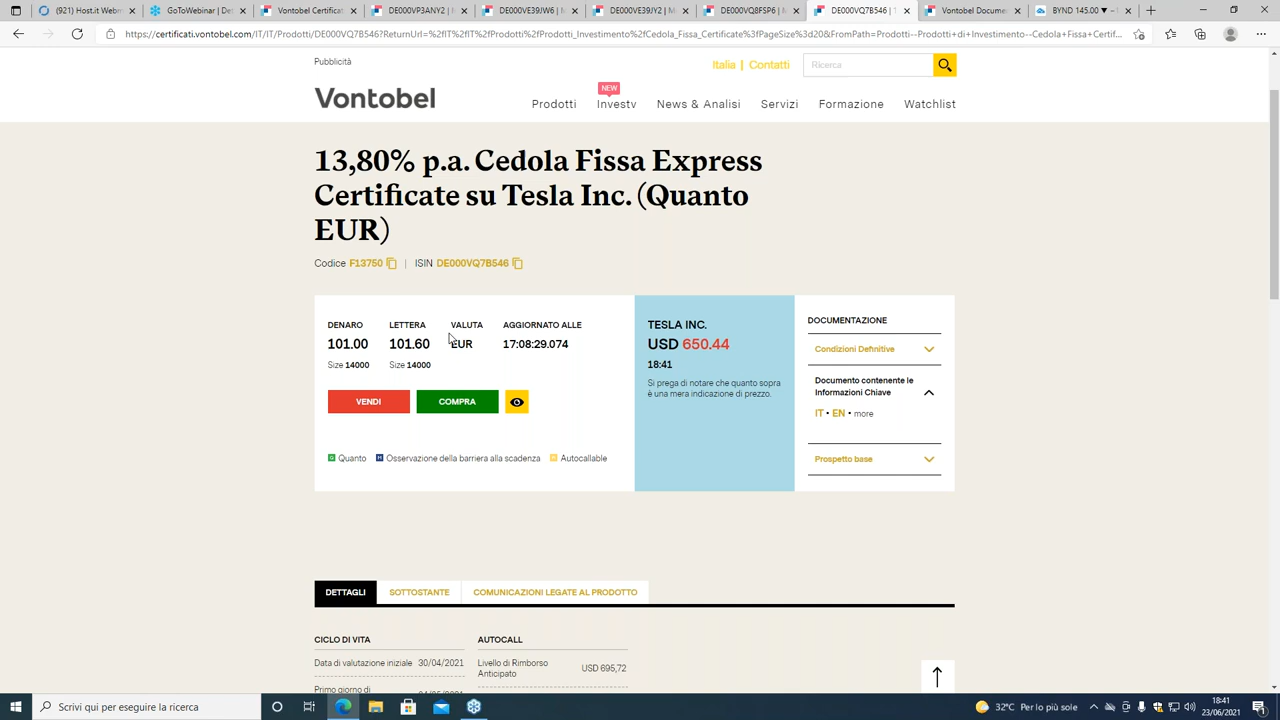 (921) Hostit Webn
GoToWebinar | Det
DE000VF3ANY2 | M
DE000VE39JW6 | M
DE000VE39JY2 | M
DE000VQ8FSP6 | M
DE000VQ7B546 | 1
Vontobel Docume
BYND 145.00 ▼ −
https://certificati.vontobel.com/IT/IT/Prodotti/DE000VQ7B546?ReturnUrl=%2FIT%2FIT%2FProdotti%2FProdotti_Investimento%2FCedola_Fissa_Certificate%3FPageSize%3D20&FromPath=Prodotti--Prodotti+di+Investimento--Cedola+Fissa+Certif...
Pubblicità
Italia | Contatti
Ricerca
Vontobel
NEW
Prodotti Investv News & Analisi Servizi Formazione Watchlist
13,80% p.a. Cedola Fissa Express
Certificate su Tesla Inc. (Quanto
EUR)
Codice F13750 | ISIN DE000VQ7B546
DENARO LETTERA VALUTA AGGIORNATO ALLE
101.00 101.60 EUR 17:08:29.074
Size 14000 Size 14000
VENDI COMPRA
Quanto Osservazione della barriera alla scadenza Autocallable
TESLA INC.
USD 650.44
18:41
Si prega di notare che quanto sopra
è una mera indicazione di prezzo.
DOCUMENTAZIONE
Condizioni Definitive
Documento contenente le
Informazioni Chiave
IT • EN • more
Prospetto base
DETTAGLI SOTTOSTANTE COMUNICAZIONI LEGATE AL PRODOTTO
CICLO DI VITA
Data di valutazione iniziale 30/04/2021
Primo giorno di
AUTOCALL
Livello di Rimborso
Anticipato
USD 695,72
Scrivi qui per eseguire la ricerca
32°C Per lo più sole
18:41
23/06/2021